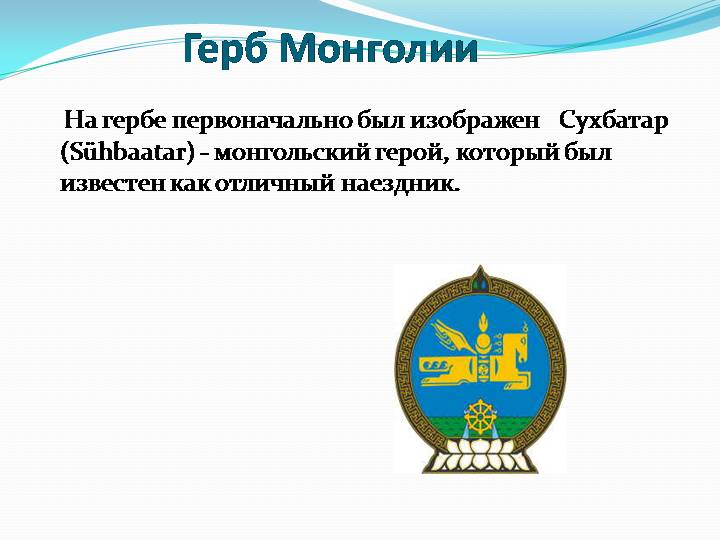 Герб Монголии
На гербе первоначально был изображен Сухбатар
(Sühbaatar) – монгольский герой, который был
известен как отличный наездник.